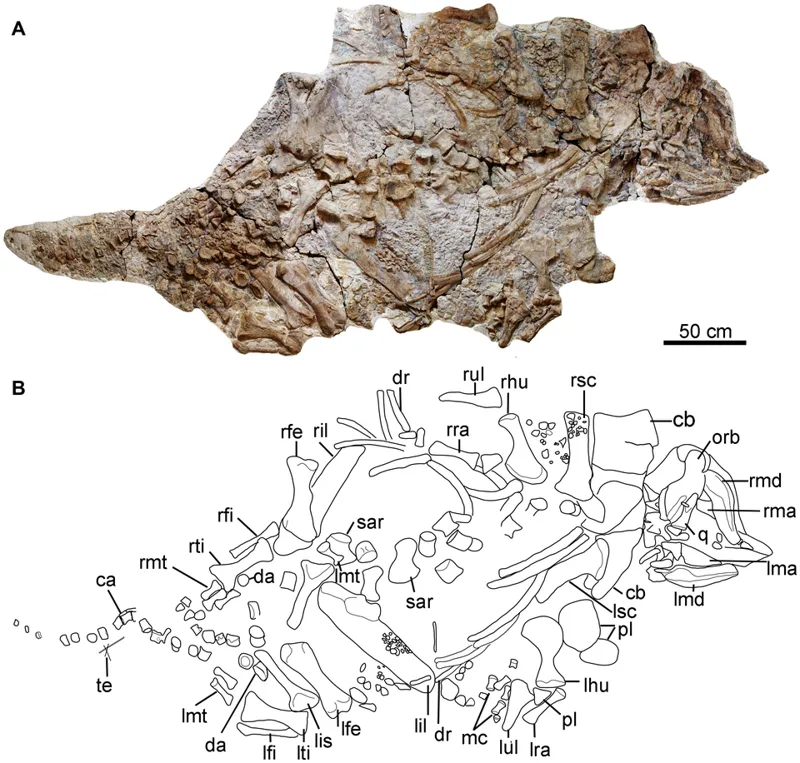 A
50 cm
B
dr
rul
rhu
rsc
cb
orb
rfe
ril
rra
rmd
rma
rfi
sar
q
rti
lma
rmt
da
lmt
ca
sar
cb
lmd
lsc
pl
te
lhu
lmt
da
lis
lfe
lil
dr
mc
pl
lfi
lti
lul
lra